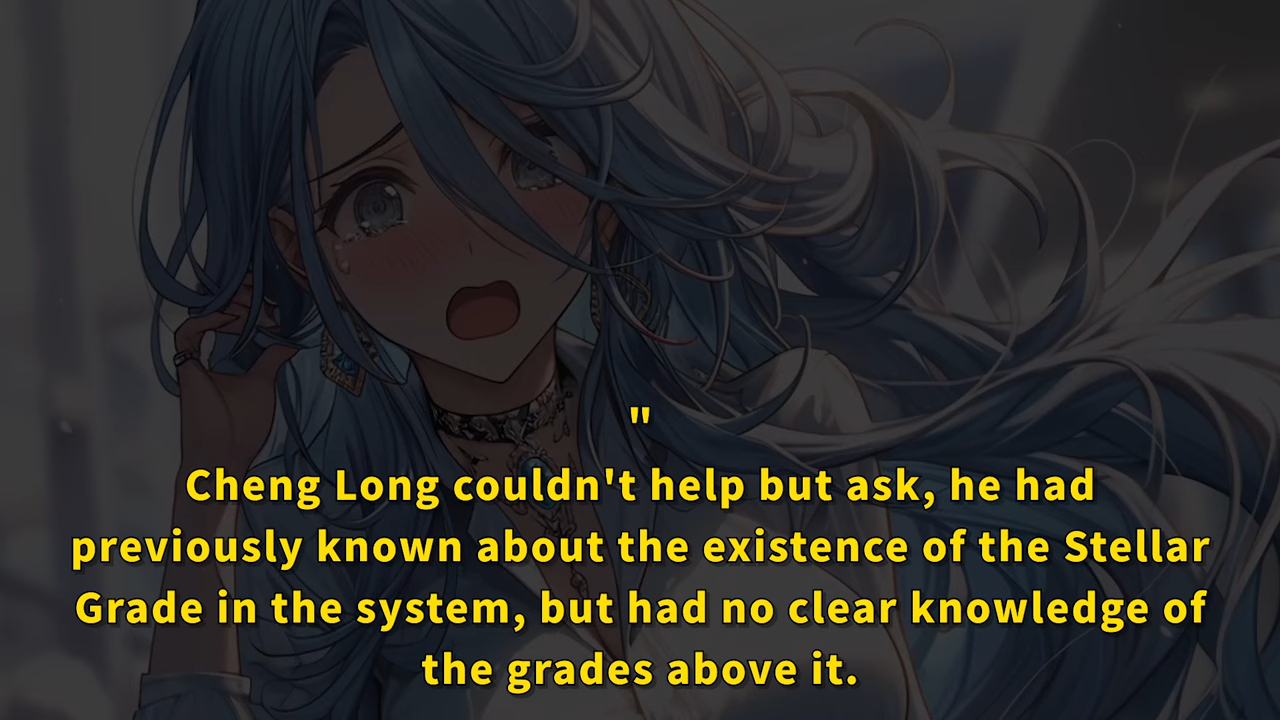 "
Cheng Long couldn't help but ask, he had
previously known about the existence of the Stellar
Grade in the system, but had no clear knowledge of
the grades above it.